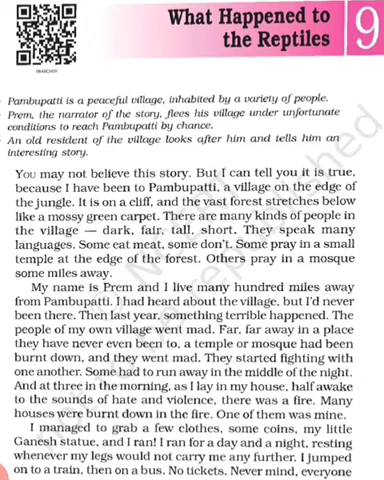 What Happened to
the Reptiles
9
Pambupatti is a peaceful village, inhabited by a variety of people.
Prem, the narrator of the story, flees his village under unfortunate
conditions to reach Pambupatti by chance.
An old resident of the village looks after him and tells him an
interesting story.
YOU may not believe this story. But I can tell you it is true,
because I have been to Pambupatti, a village on the edge of
the jungle. It is on a cliff, and the vast forest stretches below
like a mossy green carpet. There are many kinds of people in
the village — dark, fair, tall, short. They speak many
languages. Some eat meat, some don't. Some pray in a small
temple at the edge of the forest. Others pray in a mosque
some miles away.
My name is Prem and I live many hundred miles away
from Pambupatti. I had heard about the village, but I'd never
been there. Then last year, something terrible happened. The
people of my own village went mad. Far, far away in a place
they have never even been to, a temple or mosque had been
burnt down, and they went mad. They started fighting with
one another. Some had to run away in the middle of the night.
And at three in the morning, as I lay in my house, half awake
to the sounds of hate and violence, there was a fire. Many
houses were burnt down in the fire. One of them was mine.
I managed to grab a few clothes, some coins, my little
Ganesh statue, and I ran! I ran for a day and a night, resting
whenever my legs would not carry me any further. I jumped
on to a train, then on a bus. No tickets. Never mind, everyone